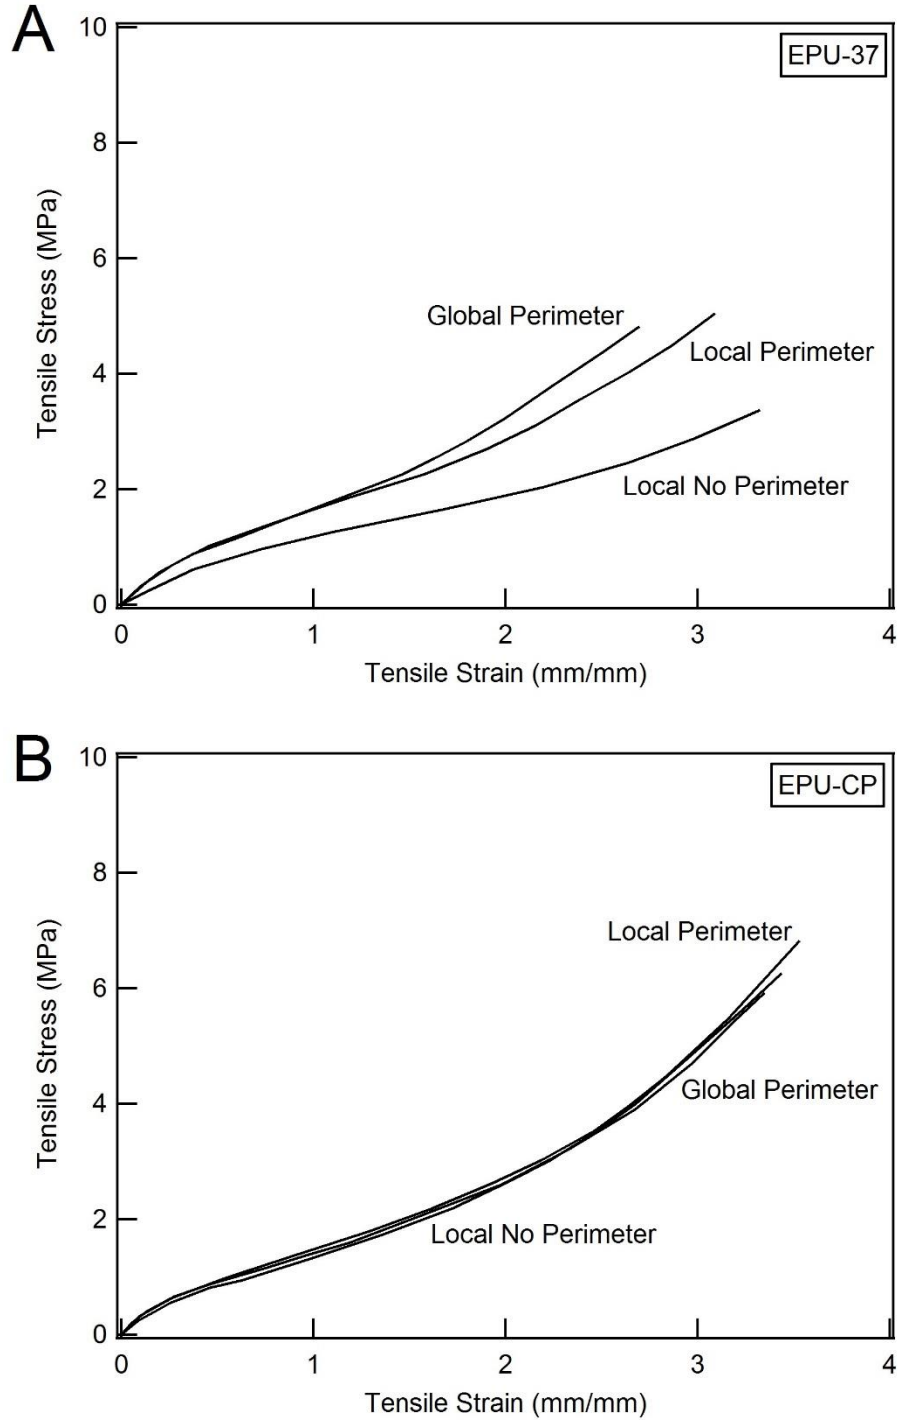 A
EPU-37
10
8
6
4
2
0
Tensile Stress (MPa)
Global Perimeter
Local Perimeter
Local No Perimeter
0 1 2 3 4
Tensile Strain (mm/mm)
B
EPU-CP
10
8
6
4
2
0
Tensile Stress (MPa)
Local Perimeter
Global Perimeter
Local No Perimeter
0 1 2 3 4
Tensile Strain (mm/mm)